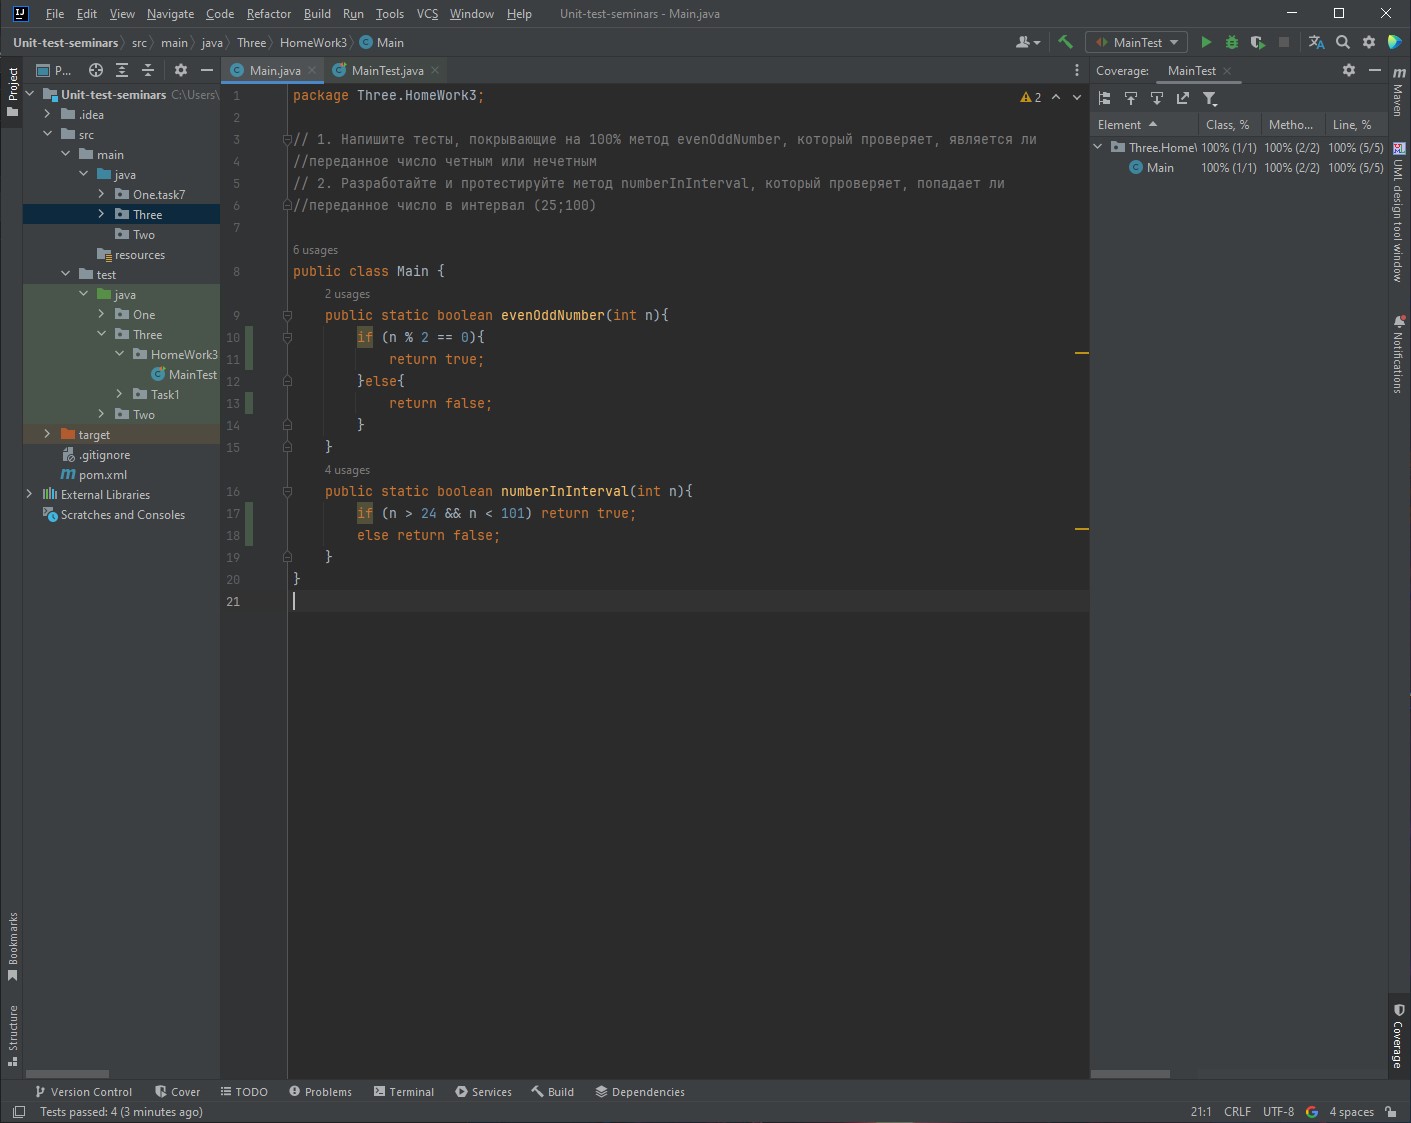 File Edit View Navigate Code Refactor Build Run Tools VCS Window Help Unit-test-seminars - Main.java
Unit-test-seminars src main java Three HomeWork3 Main MainTest
Project
P...
Main.java MainTest.java
Coverage: MainTest
Unit-test-seminars C:\Users\
.idea
src
main
java
One.task7
Three
Two
resources
test
java
One
Three
HomeWork3
MainTest
Task1
Two
target
.gitignore
pom.xml
External Libraries
Scratches and Consoles
2
1 package Three.HomeWork3;
2
3 // 1. Напишите тесты, покрывающие на 100% метод evenOddNumber, который проверяет, является ли
4 //переданное число четным или нечетным
5 // 2. Разработайте и протестируйте метод numberInInterval, который проверяет, попадает ли
6 //переданное число в интервал (25;100)
7
6 usages
8 public class Main {
2 usages
9 public static boolean evenOddNumber(int n){
10 if (n % 2 == 0){
11 return true;
12 }else{
13 return false;
14 }
15 }
4 usages
16 public static boolean numberInInterval(int n){
17 if (n > 24 && n < 101) return true;
18 else return false;
19 }
20 }
21
Element Class, % Metho... Line, %
Three.Home\ 100% (1/1) 100% (2/2) 100% (5/5)
Main 100% (1/1) 100% (2/2) 100% (5/5)
m
Maven
UML design tool window
Notifications
Coverage
Bookmarks
Structure
Version Control Cover TODO Problems Terminal Services Build Dependencies
Tests passed: 4 (3 minutes ago) 21:1 CRLF UTF-8 4 spaces